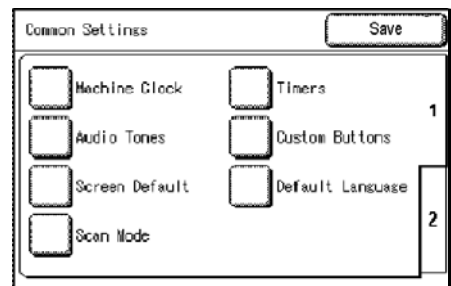 Common Settings
Save
Machine Clock
Timers
1
Audio Tones
Custom Buttons
Screen Default
Default Language
2
Scan Mode